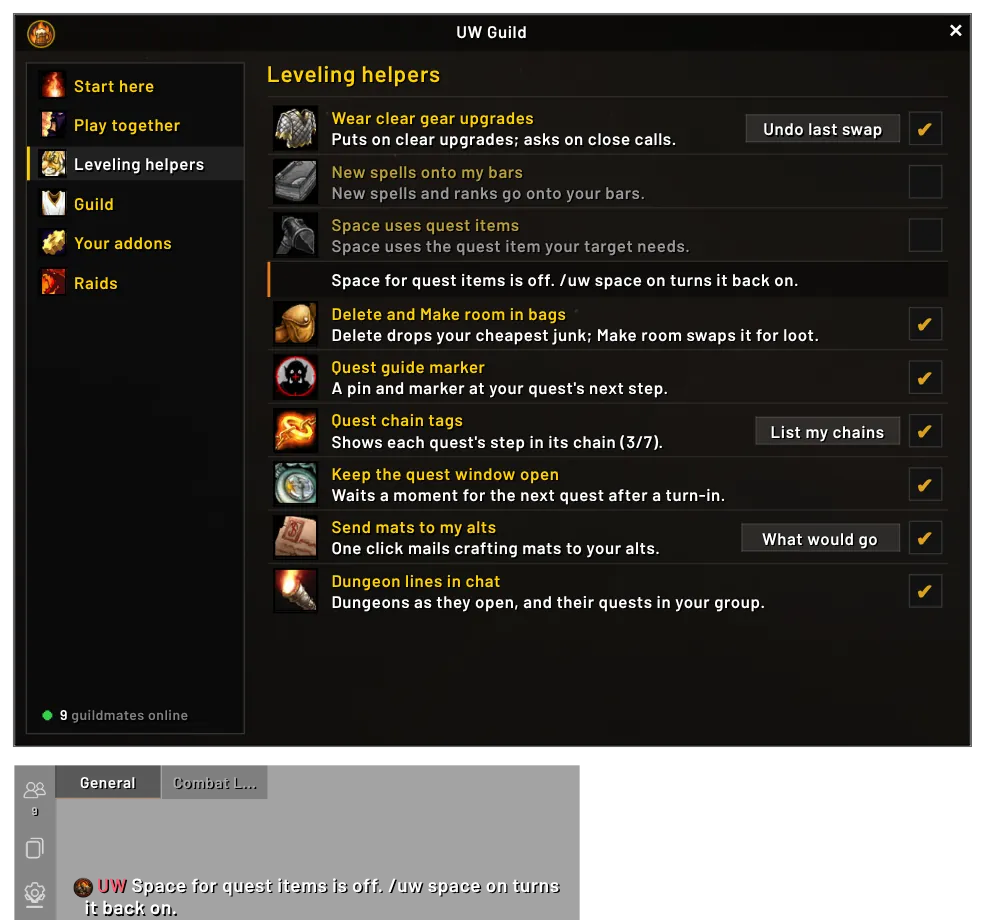 UW Guild
Start here
Play together
Leveling helpers
Guild
Your addons
Raids
9 guildmates online
Leveling helpers
Wear clear gear upgrades
Puts on clear upgrades; asks on close calls.
Undo last swap
New spells onto my bars
New spells and ranks go onto your bars.
Space uses quest items
Space uses the quest item your target needs.
Space for quest items is off. /uw space on turns it back on.
Delete and Make room in bags
Delete drops your cheapest junk; Make room swaps it for loot.
Quest guide marker
A pin and marker at your quest's next step.
Quest chain tags
Shows each quest's step in its chain (3/7).
List my chains
Keep the quest window open
Waits a moment for the next quest after a turn-in.
Send mats to my alts
One click mails crafting mats to your alts.
What would go
Dungeon lines in chat
Dungeons as they open, and their quests in your group.
General
Combat L...
9
UW Space for quest items is off. /uw space on turns
it back on.